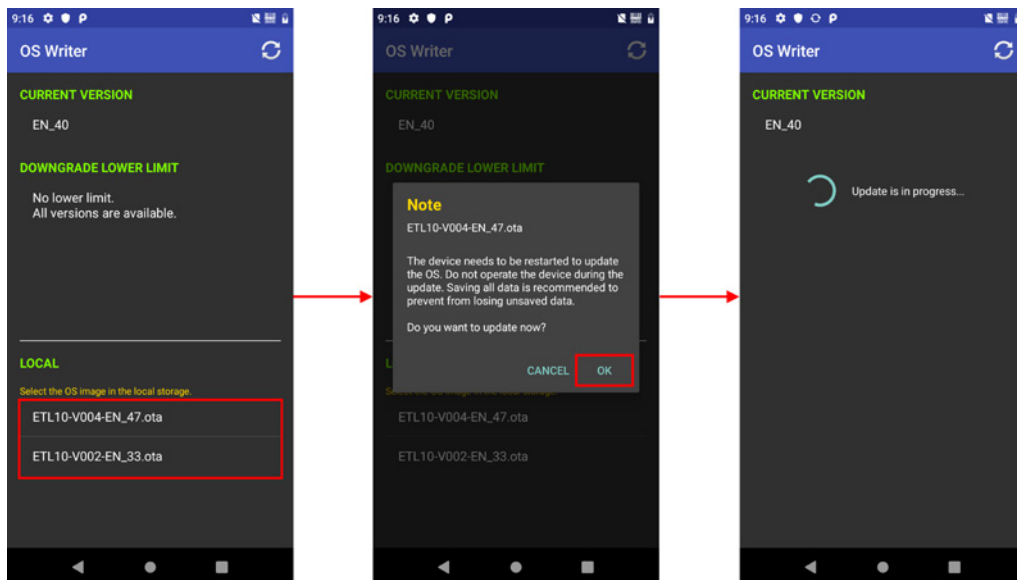 9:16
OS Writer
CURRENT VERSION
EN_40
DOWNGRADE LOWER LIMIT
No lower limit.
All versions are available.
LOCAL
Select the OS image in the local storage.
ETL10-V004-EN_47.ota
ETL10-V002-EN_33.ota
9:16
OS Writer
CURRENT VERSION
EN_40
DOWNGRADE LOWER LIMIT
Note
ETL10-V004-EN_47.ota
The device needs to be restarted to update
the OS. Do not operate the device during the
update. Saving all data is recommended to
prevent from losing unsaved data.
Do you want to update now?
CANCEL OK
ETL10-V004-EN_47.ota
ETL10-V002-EN_33.ota
9:16
OS Writer
CURRENT VERSION
EN_40
Update is in progress...